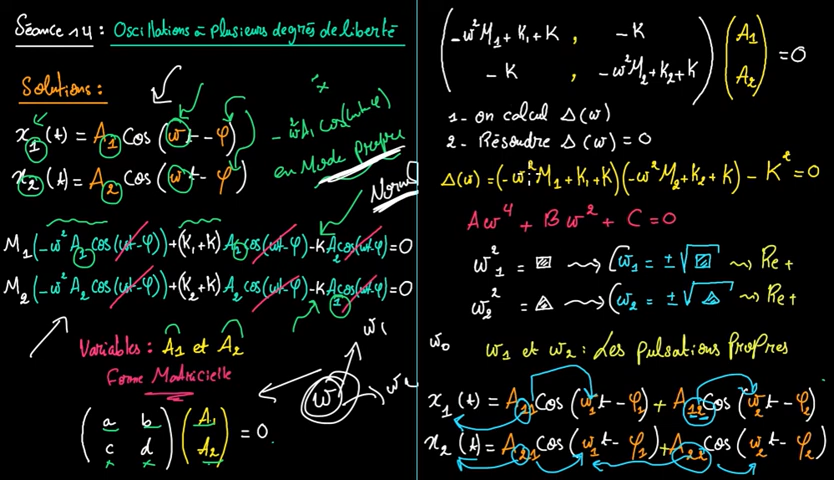 Séance 14 : Oscillations à plusieurs degrés de liberté
Solutions :
x₁(t) = A₁ Cos(ωt - φ)
x₂(t) = A₂ Cos(ωt - φ)
-ω²A₁ cos(ωt-φ)
en Mode Propre
Normal
M₁(-ω²A₁ cos(ωt-φ)) + (K₁+K) A₁ cos(ωt-φ) - K A₂ cos(ωt-φ) = 0
M₂(-ω²A₂ cos(ωt-φ)) + (K₂+K) A₂ cos(ωt-φ) - K A₁ cos(ωt-φ) = 0
Variables : A₁ et A₂
Forme Matricielle
ω ω₁ ω₂
( a b ) ( A₁ )
( c d ) ( A₂ ) = 0
( -ω²M₁+K₁+K , -K ) ( A₁ )
( -K , -ω²M₂+K₂+K ) ( A₂ ) = 0
1- on calcul Δ(ω)
2- Résoudre Δ(ω) = 0
Δ(ω) = (-ω²M₁+K₁+K)(-ω²M₂+K₂+K) - K² = 0
Aω⁴ + Bω² + C = 0
ω₁² = ▨ ⟿ (ω₁ = ±√▨ ⟿ Re+
ω₂² = △ ⟿ (ω₂ = ±√△ ⟿ Re+
ω₀
ω₁ et ω₂ : Les pulsations Propres
x₁(t) = A₁₁ Cos(ω₁t - φ₁) + A₁₂ Cos(ω₂t - φ₂)
x₂(t) = A₂₁ cos(ω₁t - φ₁) + A₂₂ cos(ω₂t - φ₂)